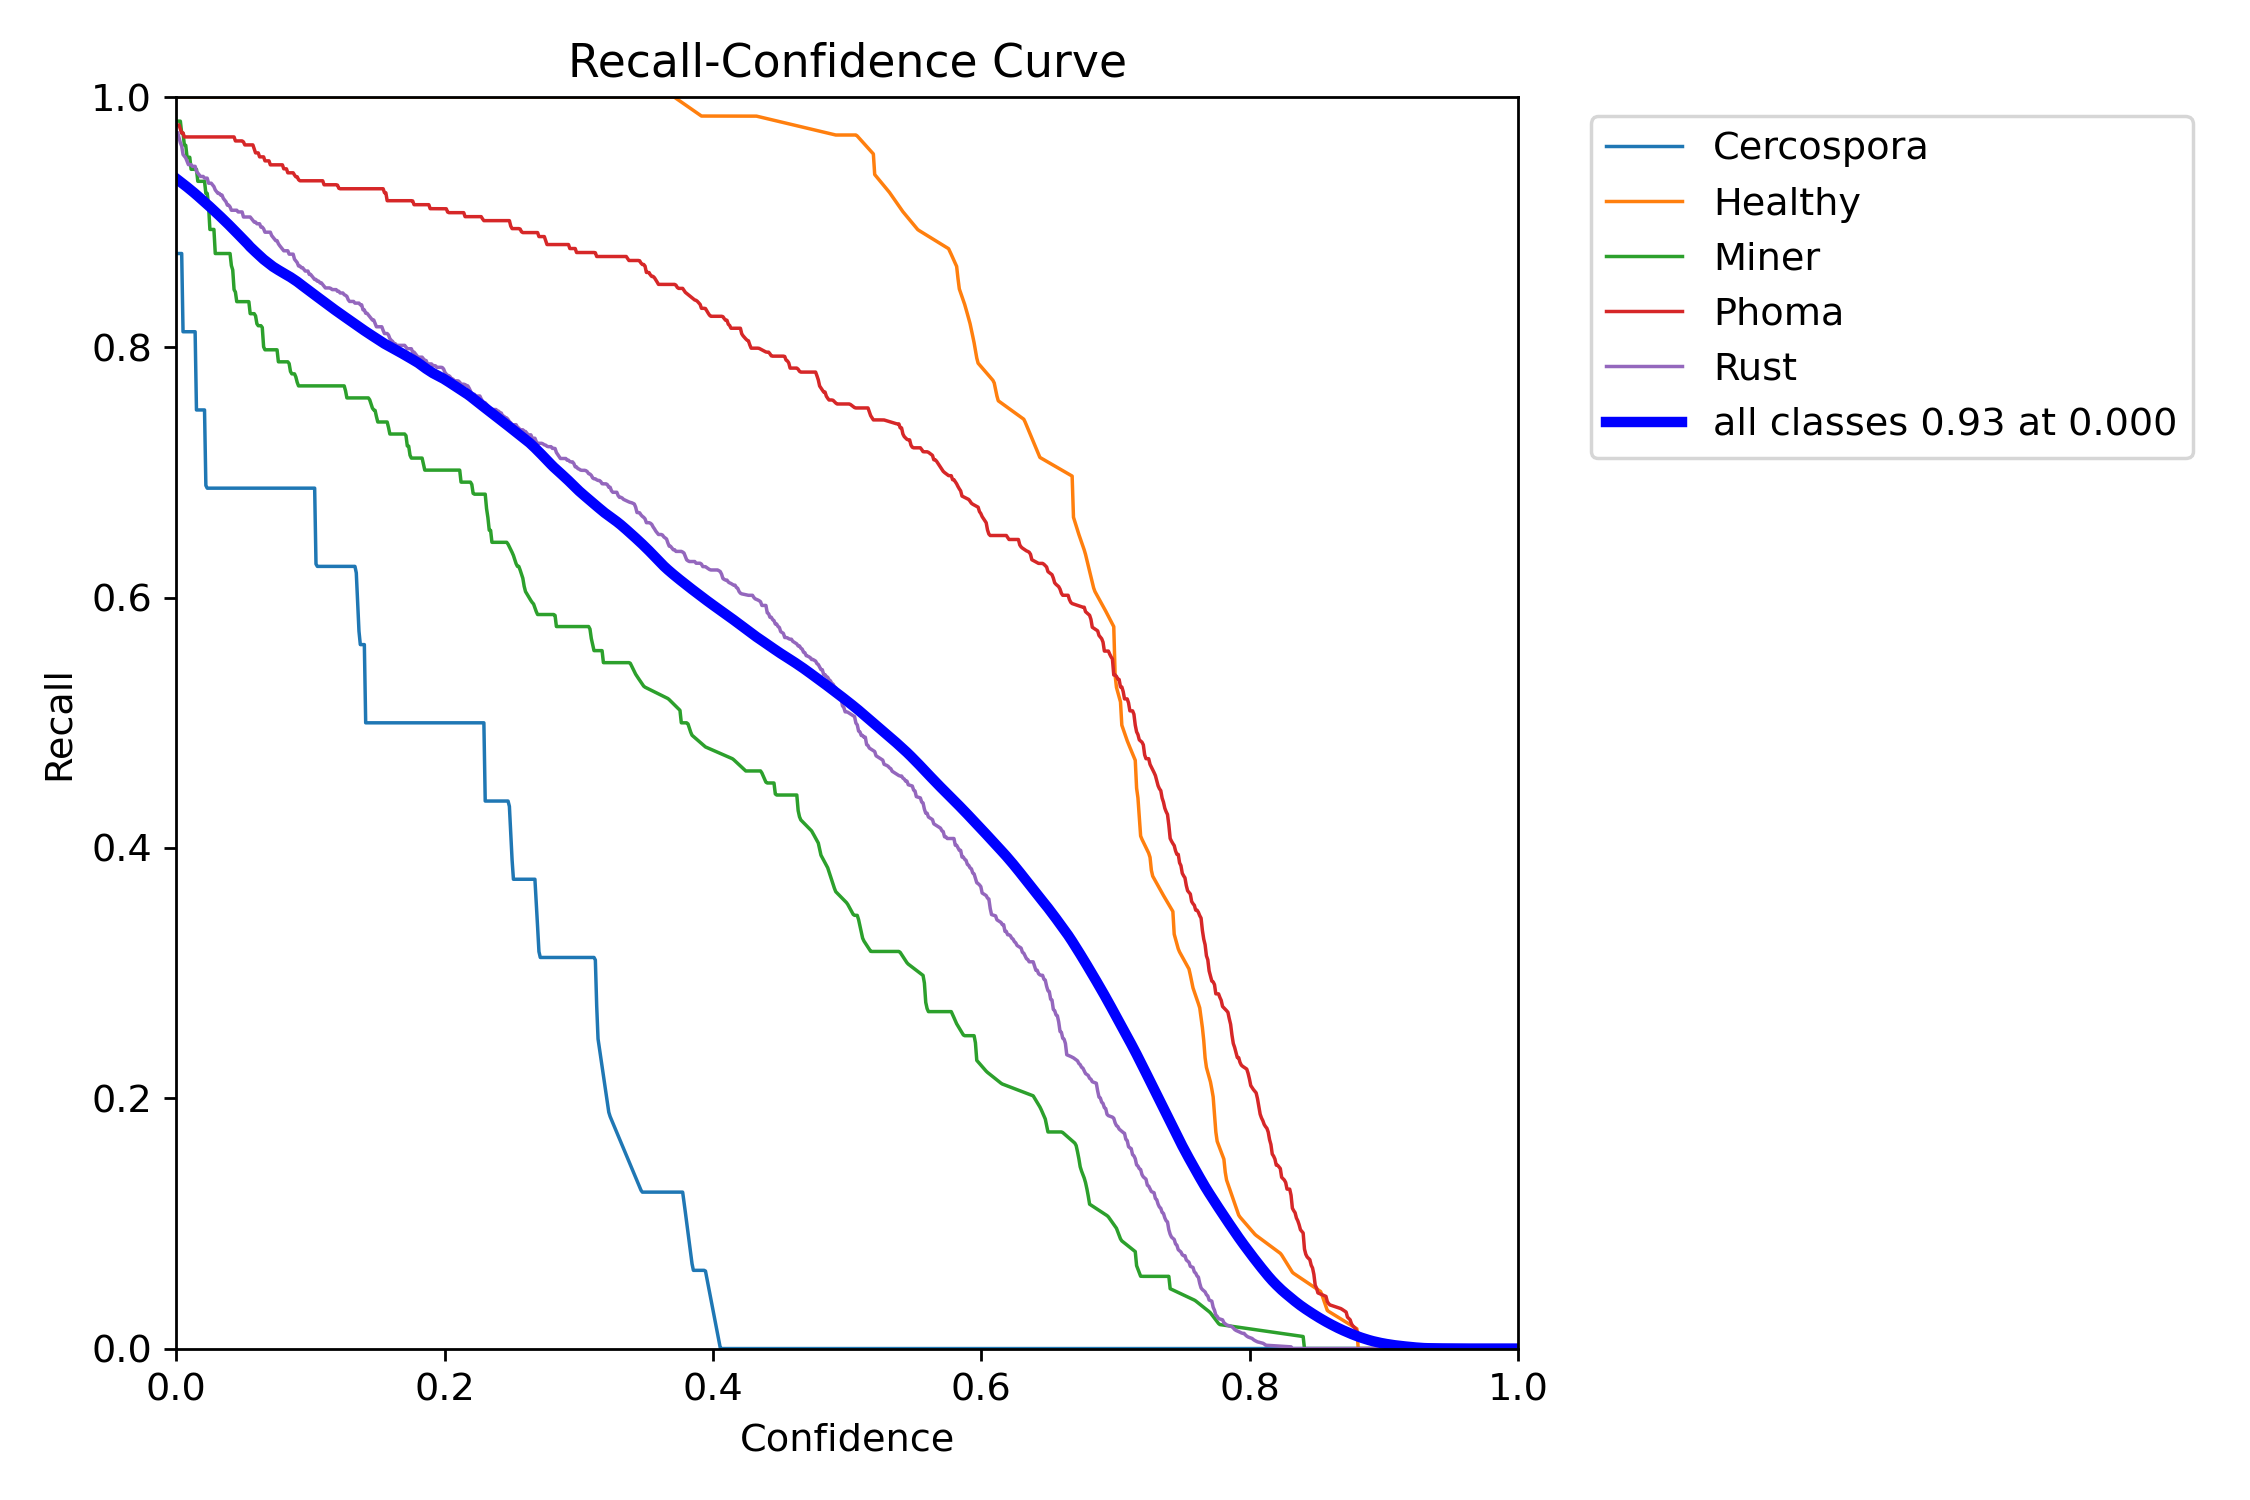 Recall-Confidence Curve
1.0
0.8
0.6
0.4
0.2
0.0
Recall
0.0 0.2 0.4 0.6 0.8 1.0
Confidence
Cercospora
Healthy
Miner
Phoma
Rust
all classes 0.93 at 0.000